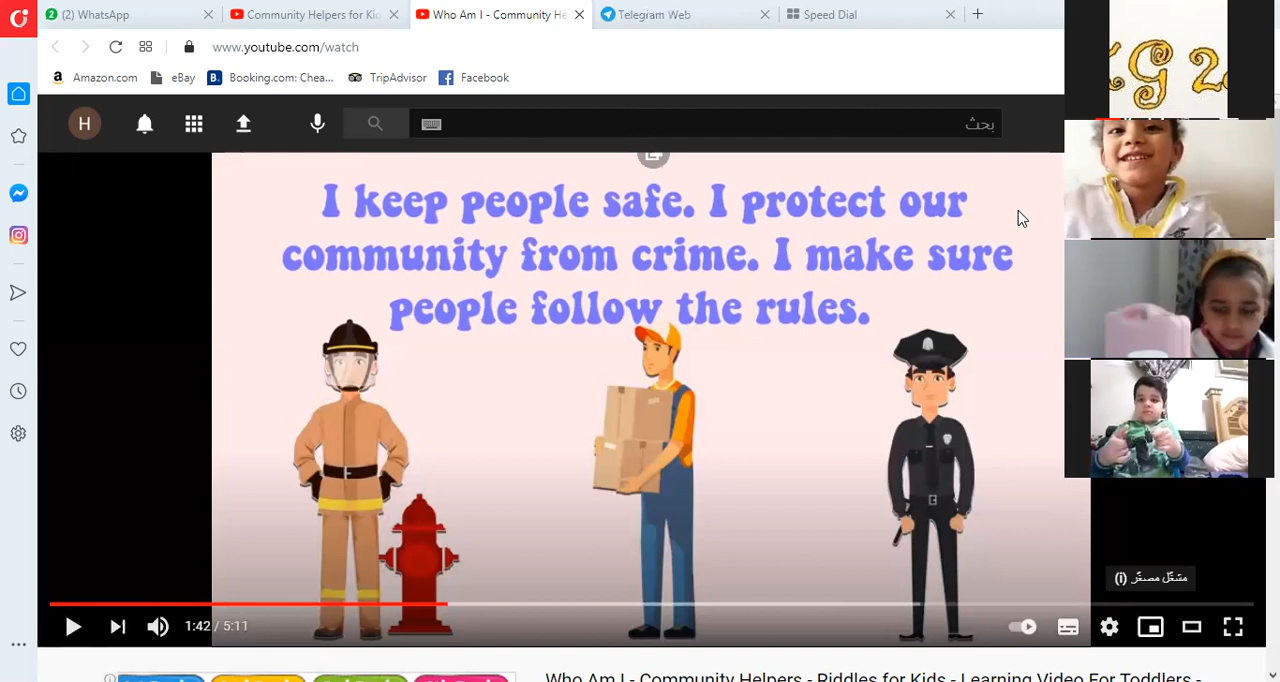 (2) WhatsApp
Community Helpers for Kid
Who Am I - Community He
Telegram Web
Speed Dial
www.youtube.com/watch
Amazon.com
eBay
Booking.com: Chea...
TripAdvisor
Facebook
H
بحث
G 2
I keep people safe. I protect our
community from crime. I make sure
people follow the rules.
مشغّل مصغّر (i)
1:42 / 5:11
Who Am I - Community Helpers - Riddles for Kids - Learning Video For Toddlers -